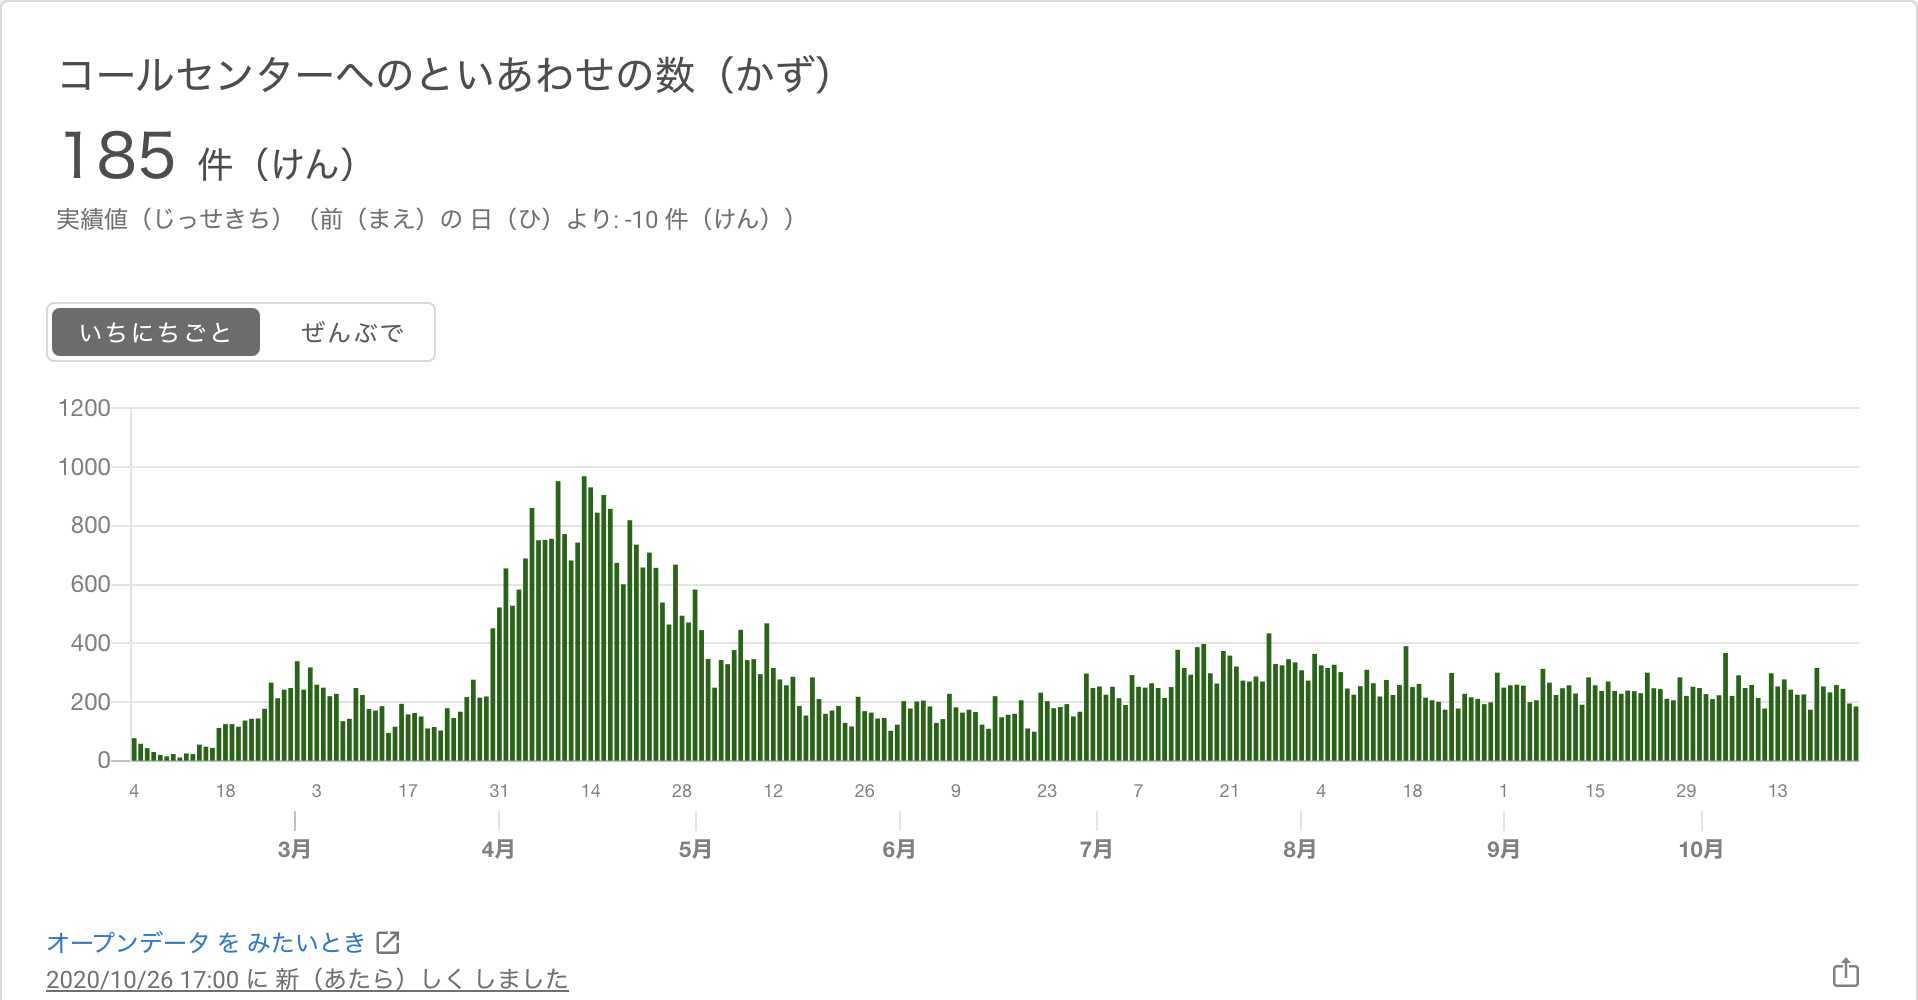 コールセンターへのといあわせの数（かず）
185 件（けん）
実績値（じっせきち）（前（まえ）の 日（ひ）より: -10 件（けん））
いちにちごと ぜんぶで
1200
1000
800
600
400
200
0
4 18 3 17 31 14 28 12 26 9 23 7 21 4 18 1 15 29 13
3月 4月 5月 6月 7月 8月 9月 10月
オープンデータ を みたいとき
2020/10/26 17:00 に 新（あたら）しく しました